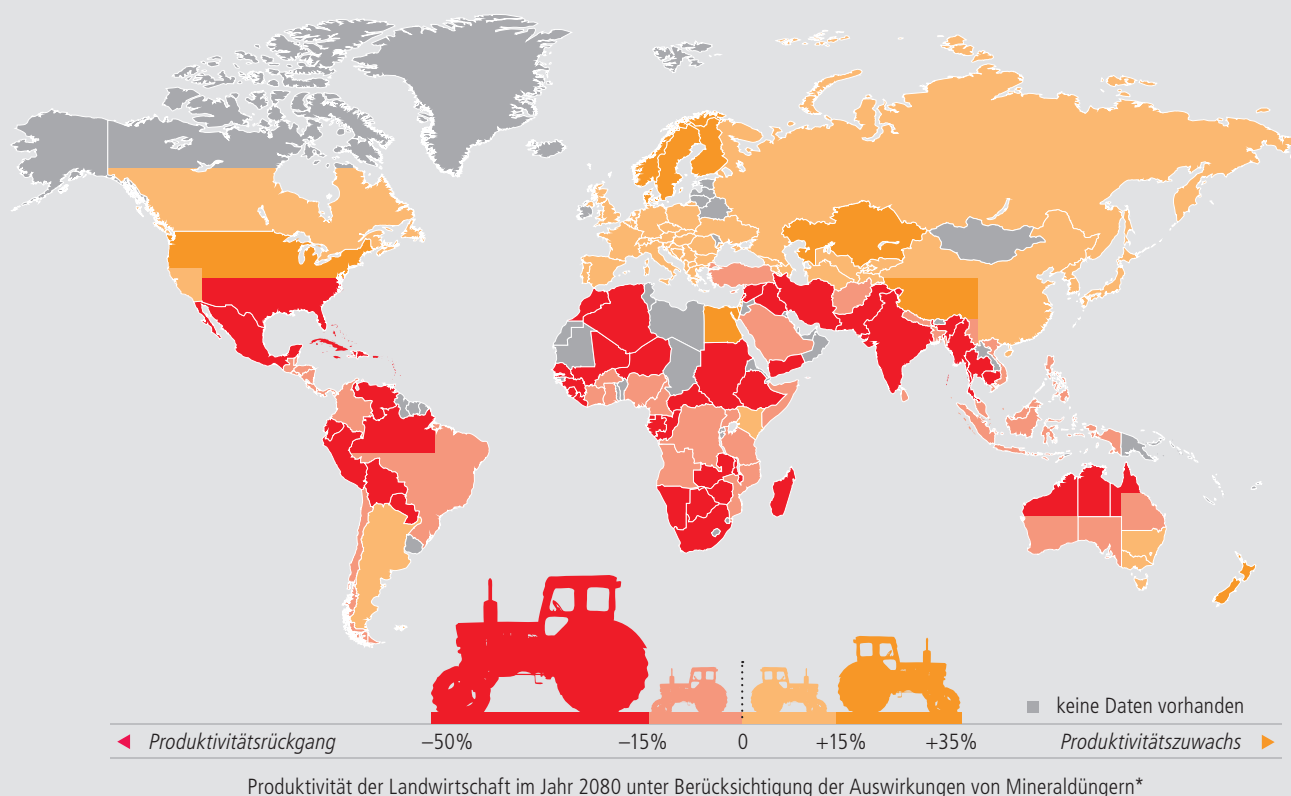 keine Daten vorhanden
Produktivitätsrückgang −50% −15% 0 +15% +35% Produktivitätszuwachs
Produktivität der Landwirtschaft im Jahr 2080 unter Berücksichtigung der Auswirkungen von Mineraldüngern*